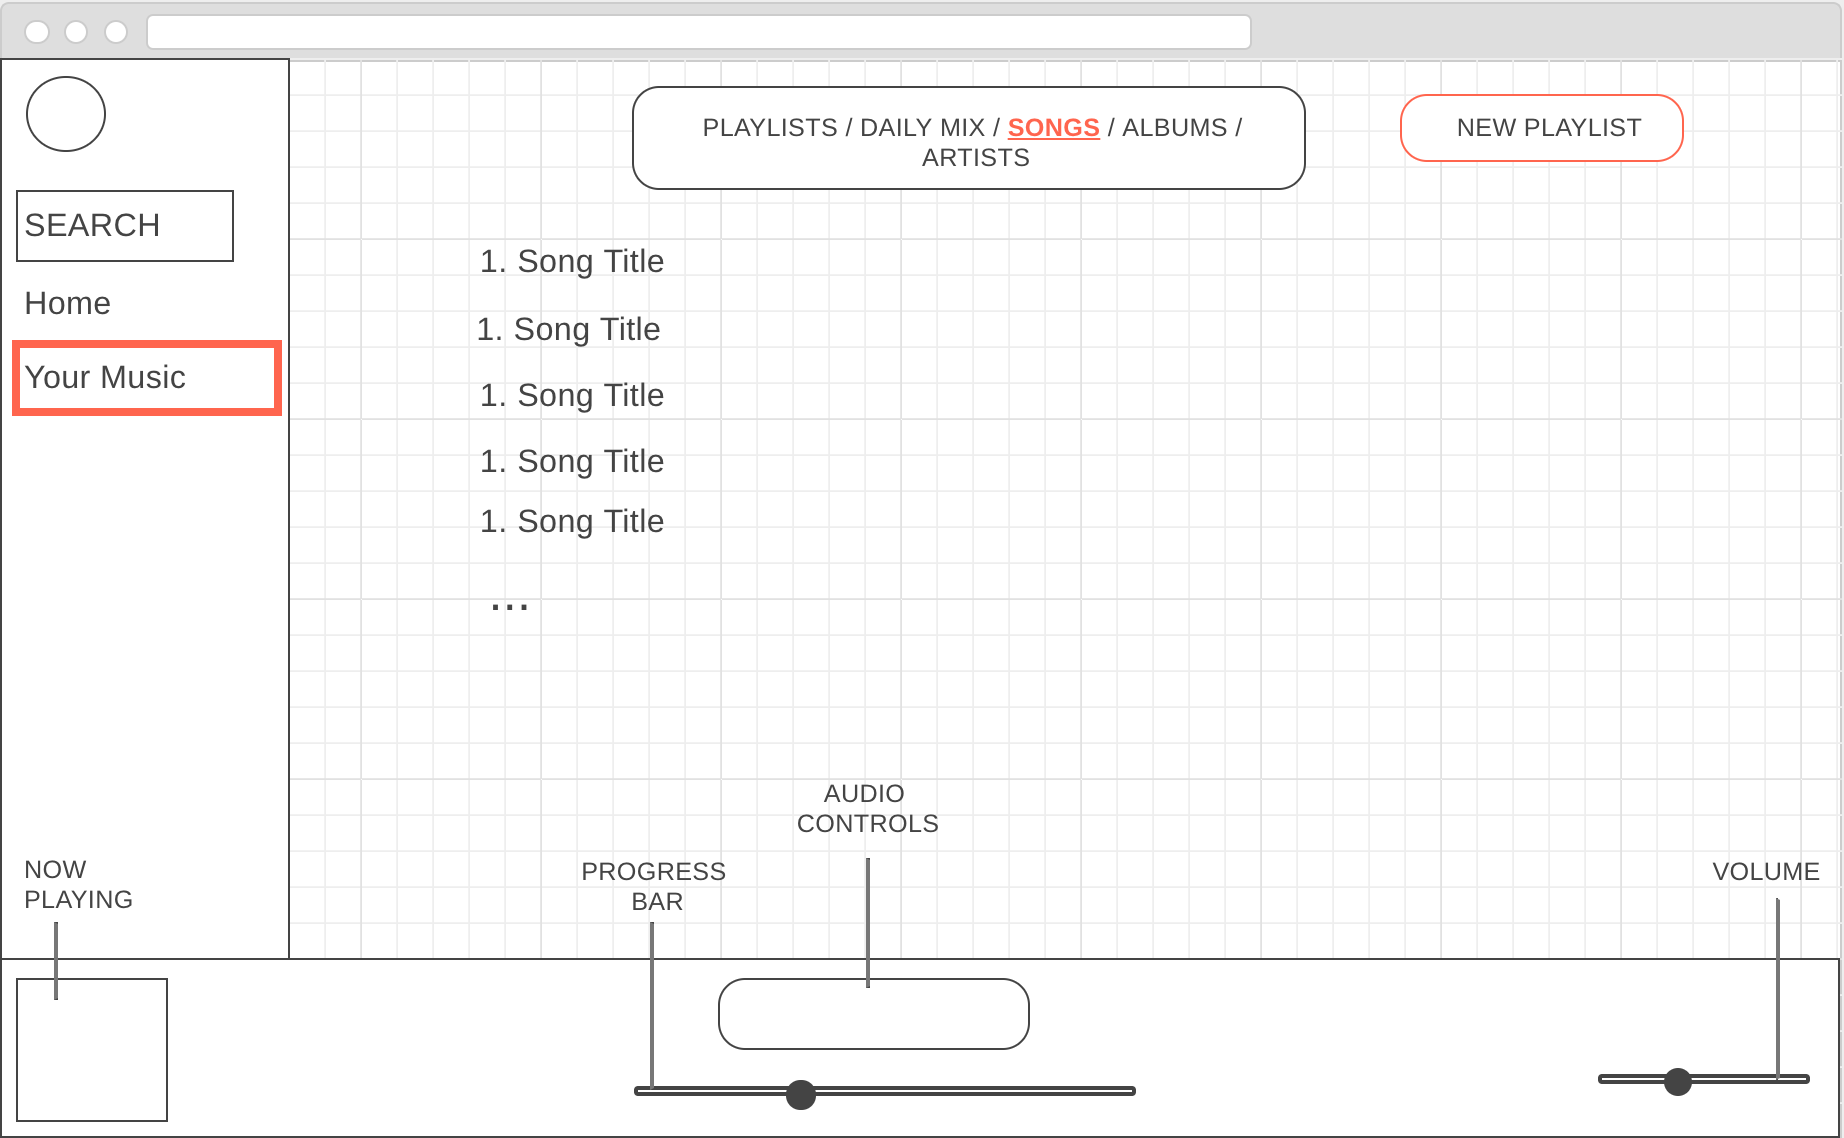 PLAYLISTS / DAILY MIX / SONGS / ALBUMS /
ARTISTS
NEW PLAYLIST
SEARCH
Home
Your Music
1. Song Title
1. Song Title
1. Song Title
1. Song Title
1. Song Title
...
AUDIO
CONTROLS
NOW
PLAYING
PROGRESS
BAR
VOLUME